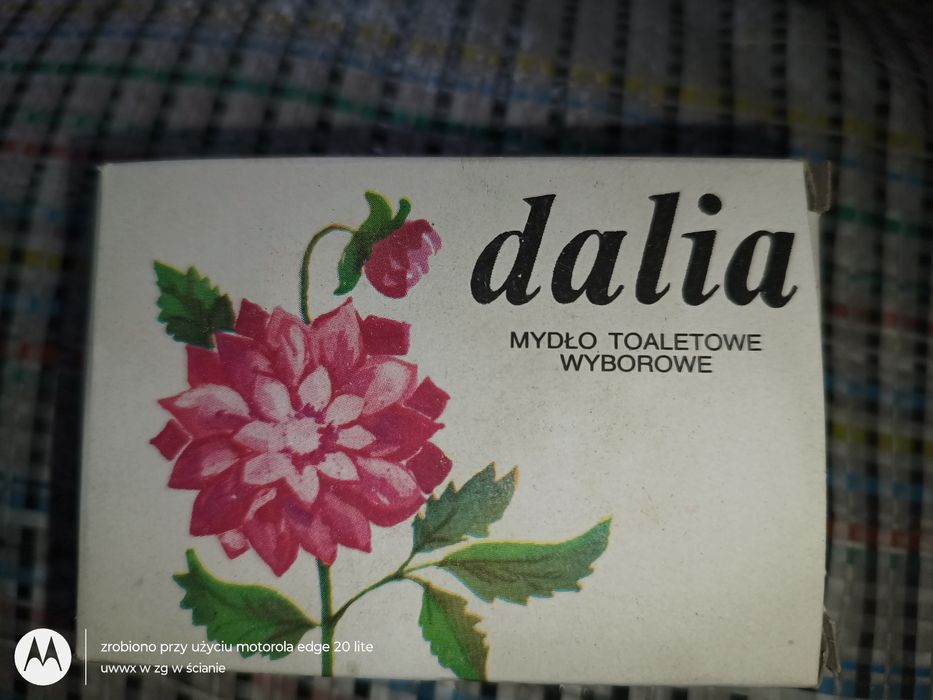 dalia
MYDŁO TOALETOWE
WYBOROWE
zrobiono przy użyciu motorola edge 20 lite
uwwx w zg w ścianie